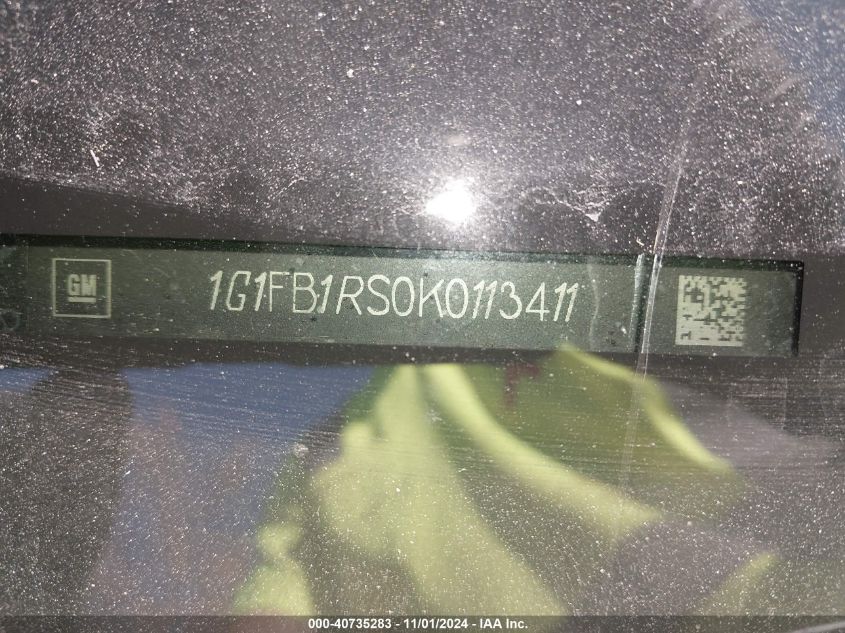 GM
1G1FB1RS0K0113411
000-40735283 - 11/01/2024 - IAA Inc.